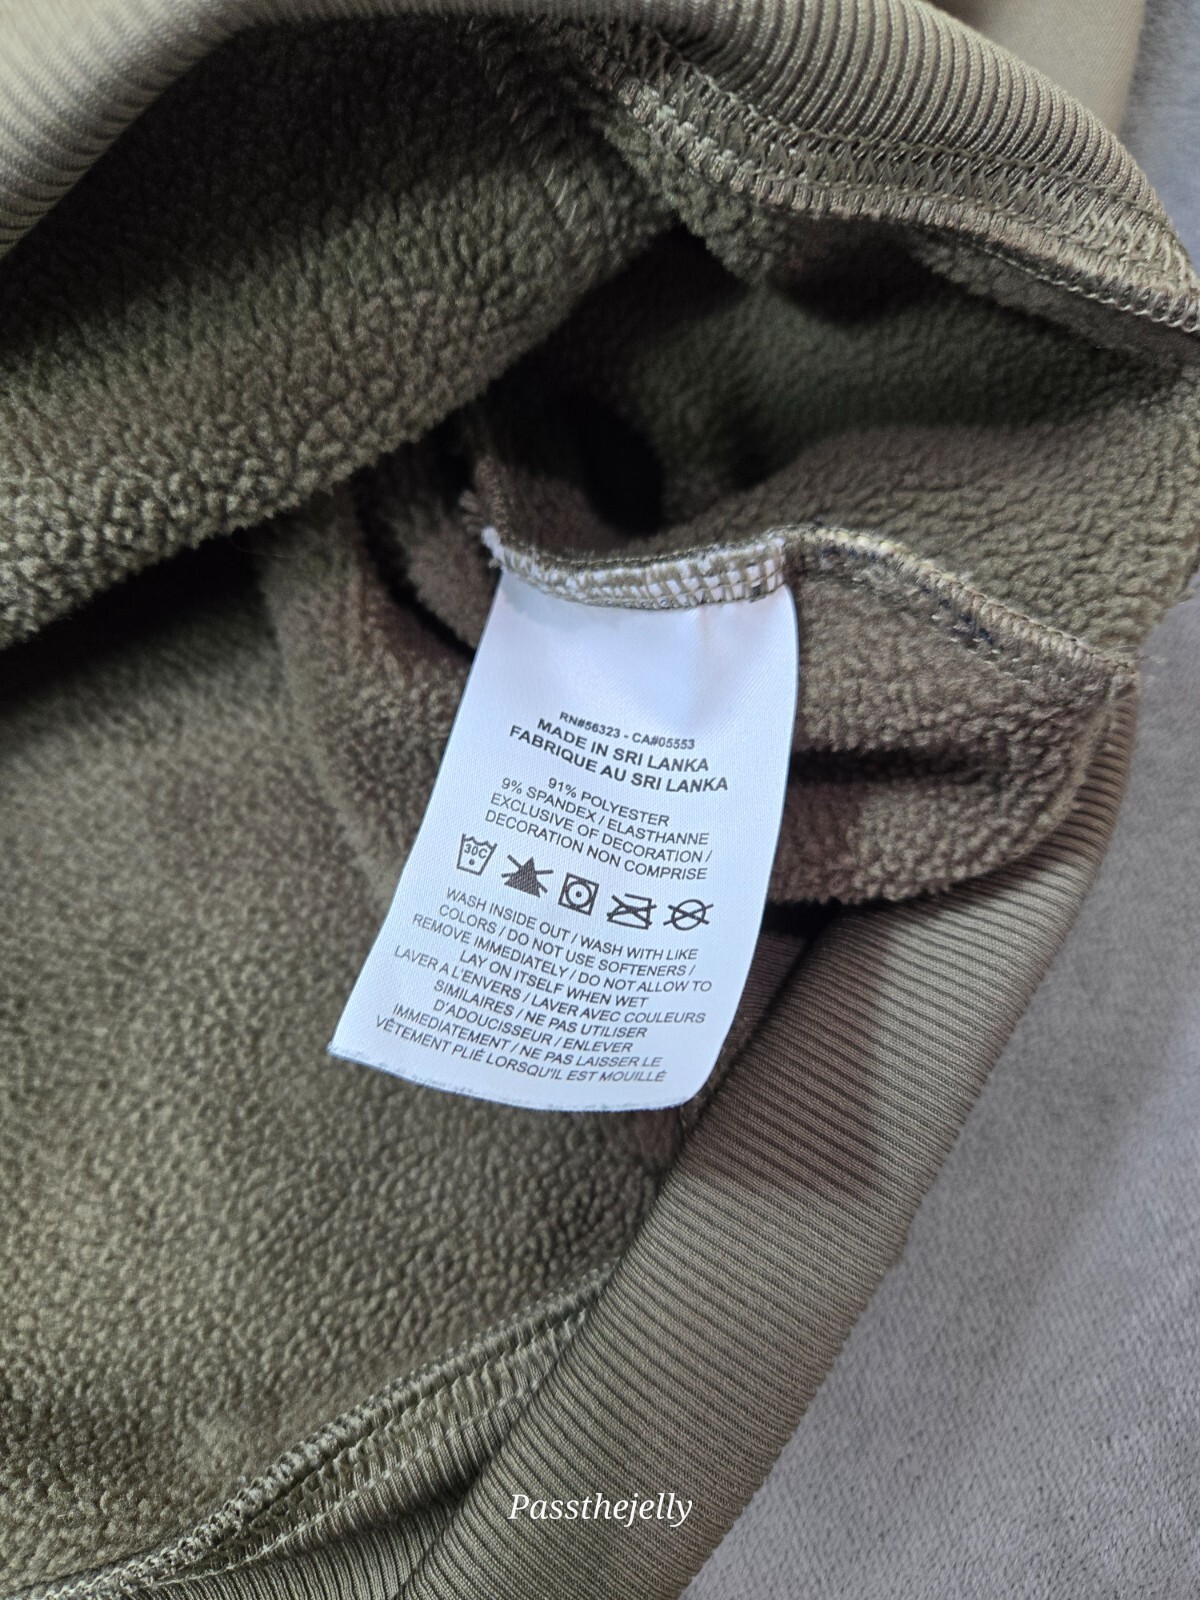 RN#56323 - CA#05553
MADE IN SRI LANKA
FABRIQUE AU SRI LANKA
91% POLYESTER
9% SPANDEX / ELASTHANNE
EXCLUSIVE OF DECORATION /
DECORATION NON COMPRISE
30C
WASH INSIDE OUT / WASH WITH LIKE
COLORS / DO NOT USE SOFTENERS /
REMOVE IMMEDIATELY / DO NOT ALLOW TO
LAY ON ITSELF WHEN WET
LAVER A L'ENVERS / LAVER AVEC COULEURS
SIMILAIRES / NE PAS UTILISER
D'ADOUCISSEUR / ENLEVER
IMMEDIATEMENT / NE PAS LAISSER LE
VÊTEMENT PLIÉ LORSQU'IL EST MOUILLÉ
Passthejelly